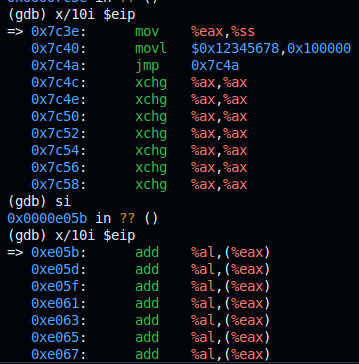 0x00007c3e in ?? ()
(gdb) x/10i $eip
=> 0x7c3e: mov %eax,%ss
0x7c40: movl $0x12345678,0x100000
0x7c4a: jmp 0x7c4a
0x7c4c: xchg %ax,%ax
0x7c4e: xchg %ax,%ax
0x7c50: xchg %ax,%ax
0x7c52: xchg %ax,%ax
0x7c54: xchg %ax,%ax
0x7c56: xchg %ax,%ax
0x7c58: xchg %ax,%ax
(gdb) si
0x0000e05b in ?? ()
(gdb) x/10i $eip
=> 0xe05b: add %al,(%eax)
0xe05d: add %al,(%eax)
0xe05f: add %al,(%eax)
0xe061: add %al,(%eax)
0xe063: add %al,(%eax)
0xe065: add %al,(%eax)
0xe067: add %al,(%eax)